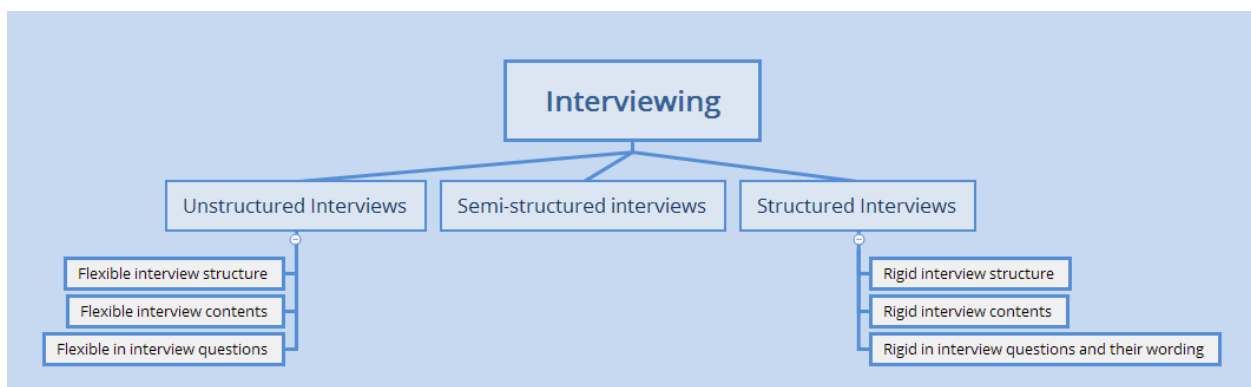 Interviewing
Unstructured Interviews
Semi-structured interviews
Structured Interviews
Flexible interview structure
Flexible interview contents
Flexible in interview questions
Rigid interview structure
Rigid interview contents
Rigid in interview questions and their wording